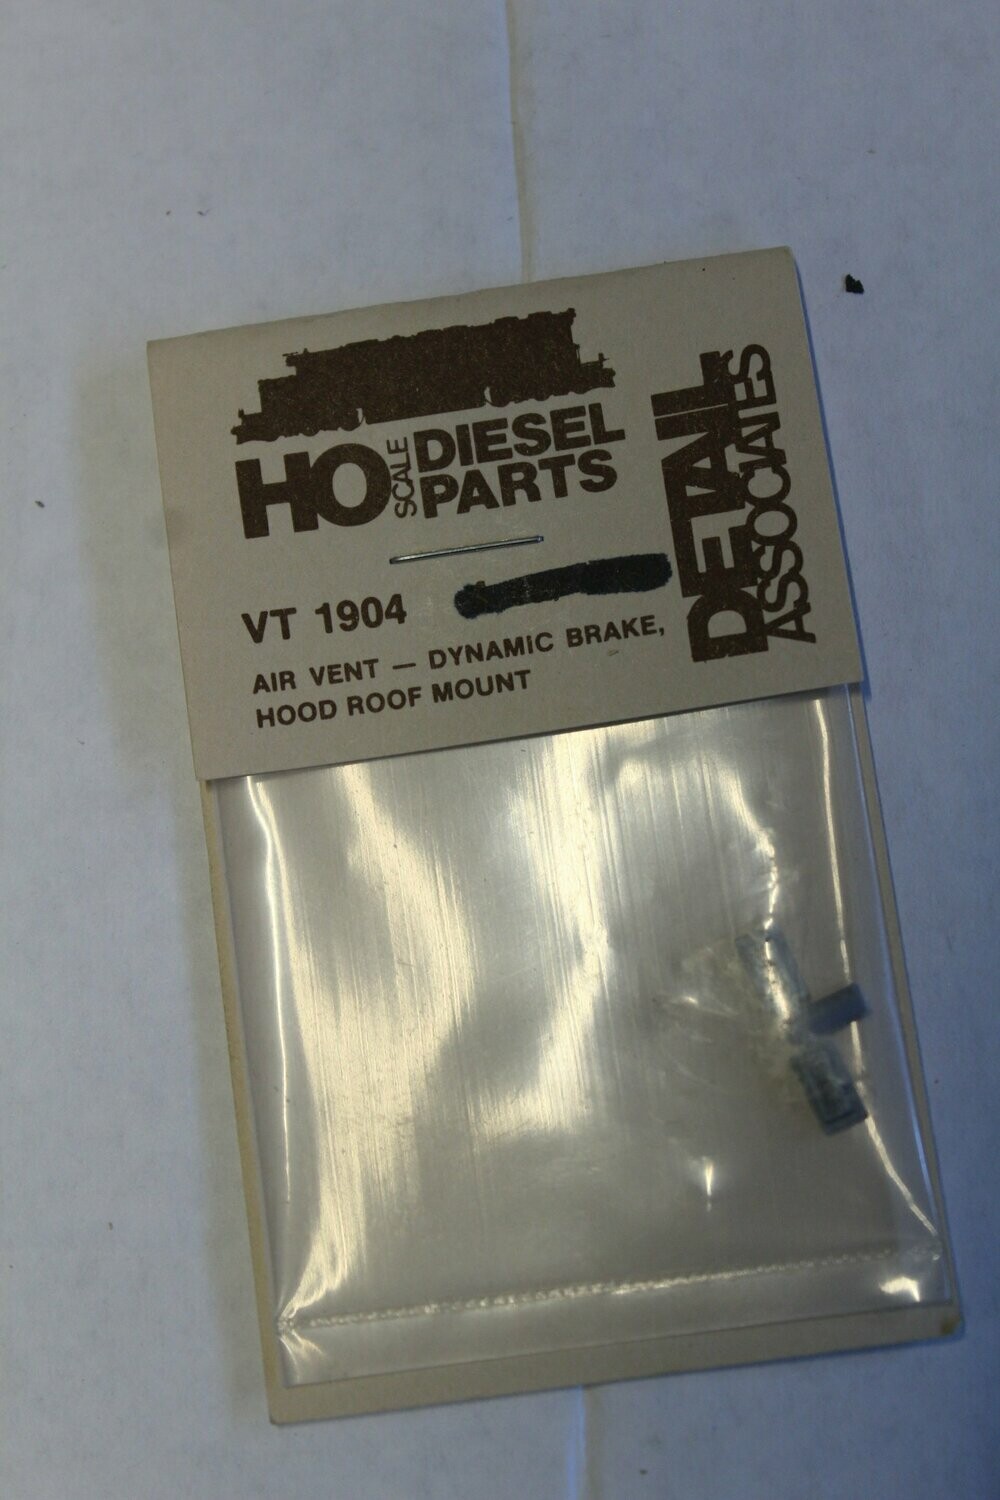 HO SCALE DIESEL PARTS
DETAIL ASSOCIATES
VT 1904
AIR VENT — DYNAMIC BRAKE,
HOOD ROOF MOUNT